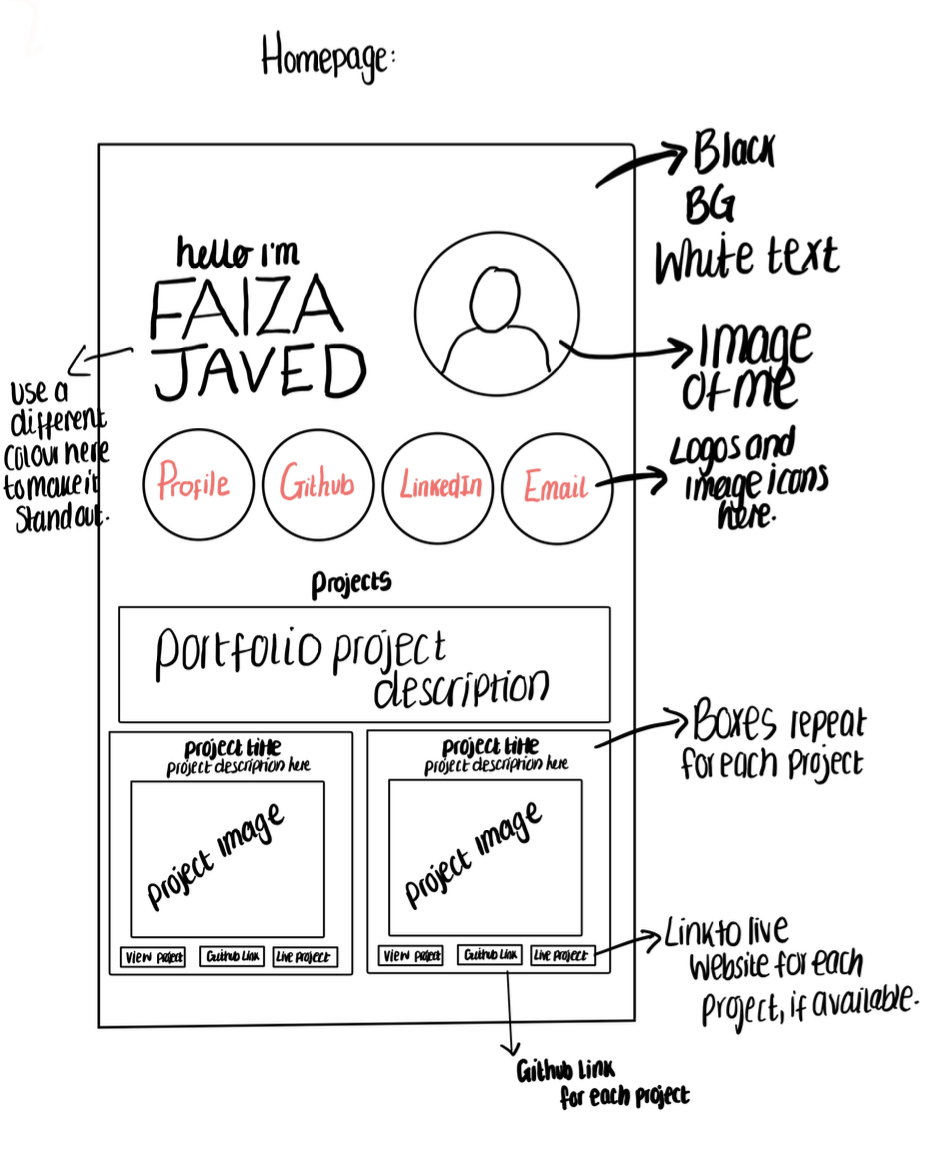 Homepage:
Black
BG
White text
hello i'm
FAIZA
JAVED
Image
of me
use a
different
colour here
to make it
stand out.
Profile
Github
LinkedIn
Email
Logos and
image icons
here.
Projects
portfolio project
description
Boxes repeat
for each project
project title
project description here
project image
View project
Github Link
Live project
project title
project description here
project image
View project
Github Link
Live project
Link to live
website for each
project, if available.
Github Link
for each project